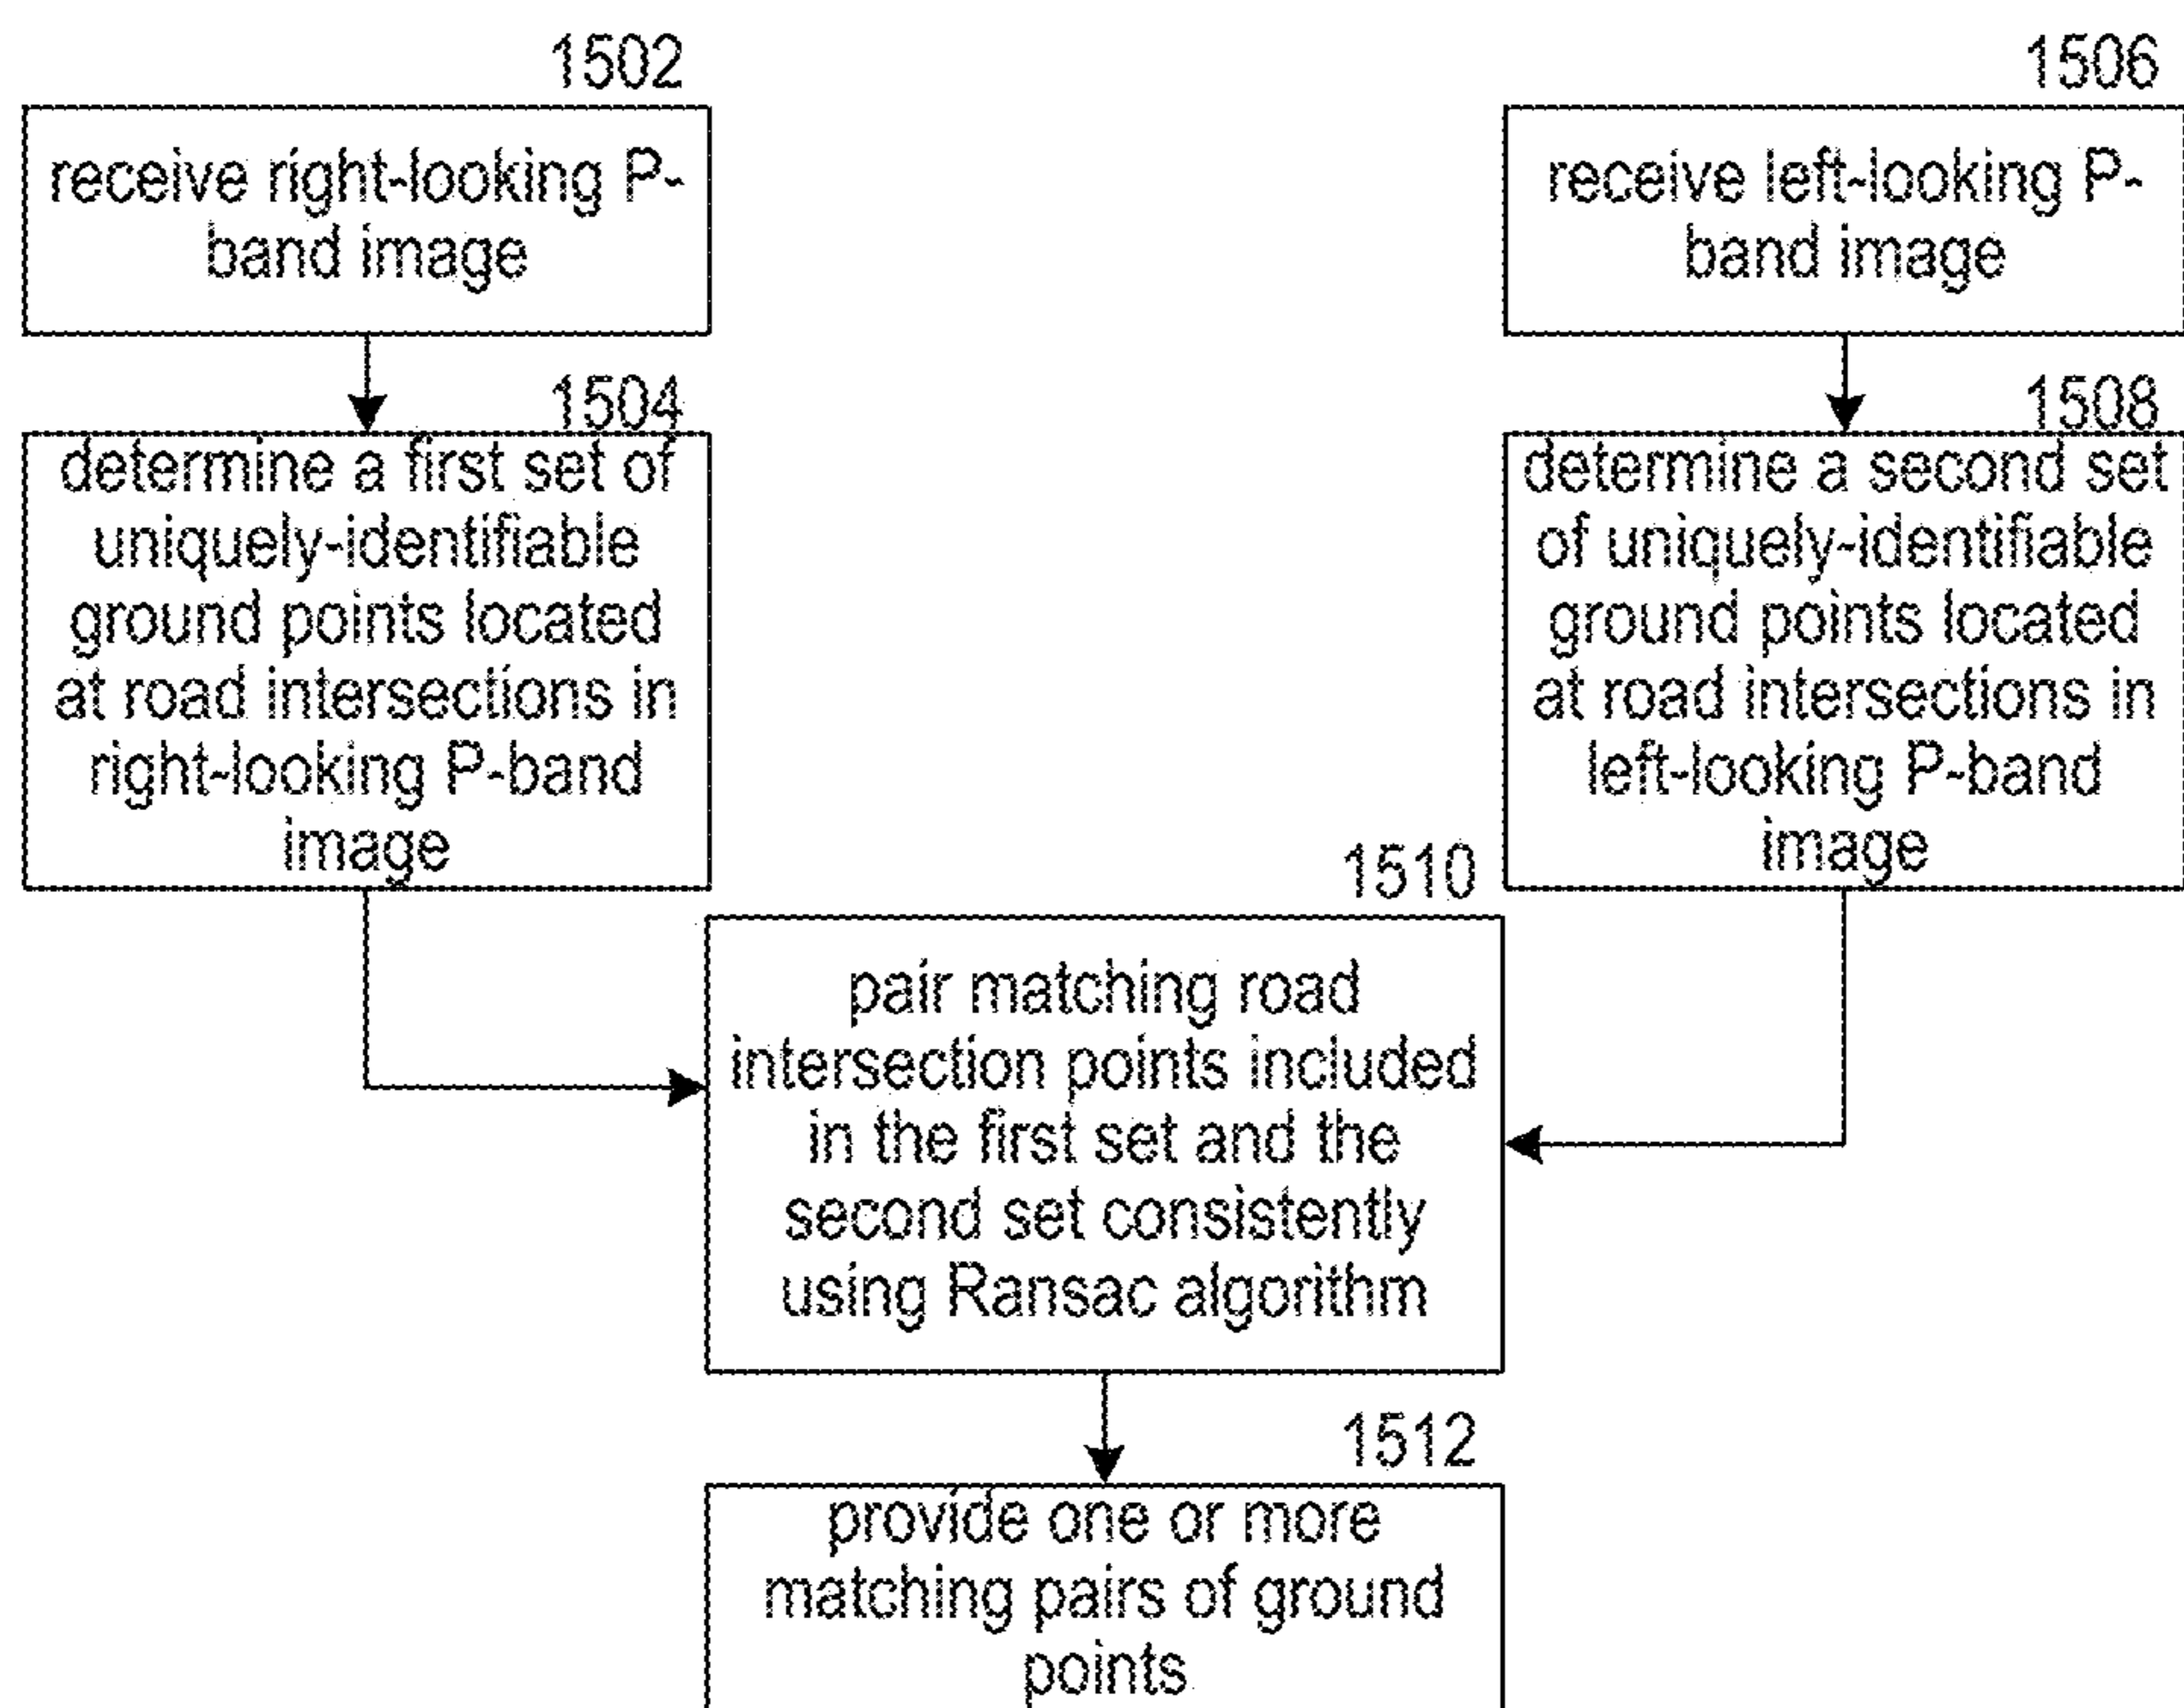 1502
receive right-looking P-
band image
1506
receive left-looking P-
band image
1504
determine a first set of
uniquely-identifiable
ground points located
at road intersections in
right-looking P-band
image
1508
determine a second set
of uniquely-identifiable
ground points located
at road intersections in
left-looking P-band
image
1510
pair matching road
intersection points included
in the first set and the
second set consistently
using Ransac algorithm
1512
provide one or more
matching pairs of ground
points